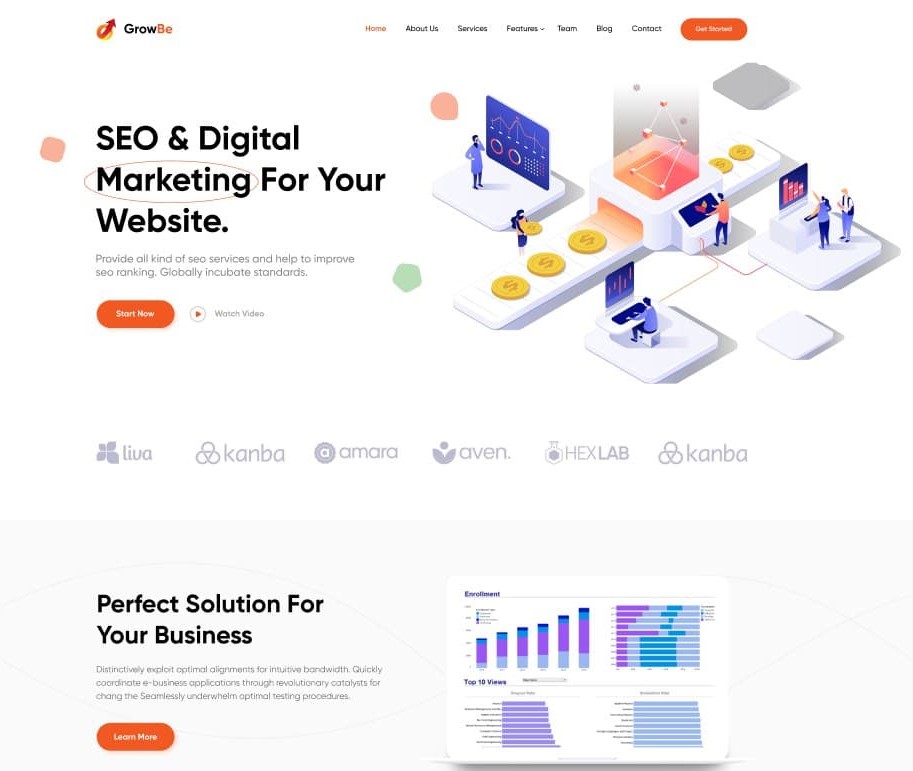 GrowBe
Home About Us Services Features Team Blog Contact Get Started
SEO & Digital
Marketing For Your
Website.
Provide all kind of seo services and help to improve
seo ranking. Globally incubate standards.
Start Now Watch Video
liva kanba amara aven. HEXLAB kanba
Perfect Solution For
Your Business
Distinctively exploit optimal alignments for intuitive bandwidth. Quickly
coordinate e-business applications through revolutionary catalysts for
chang the Seamlessly underwhelm optimal testing procedures.
Learn More
Enrollment
Top 10 Views